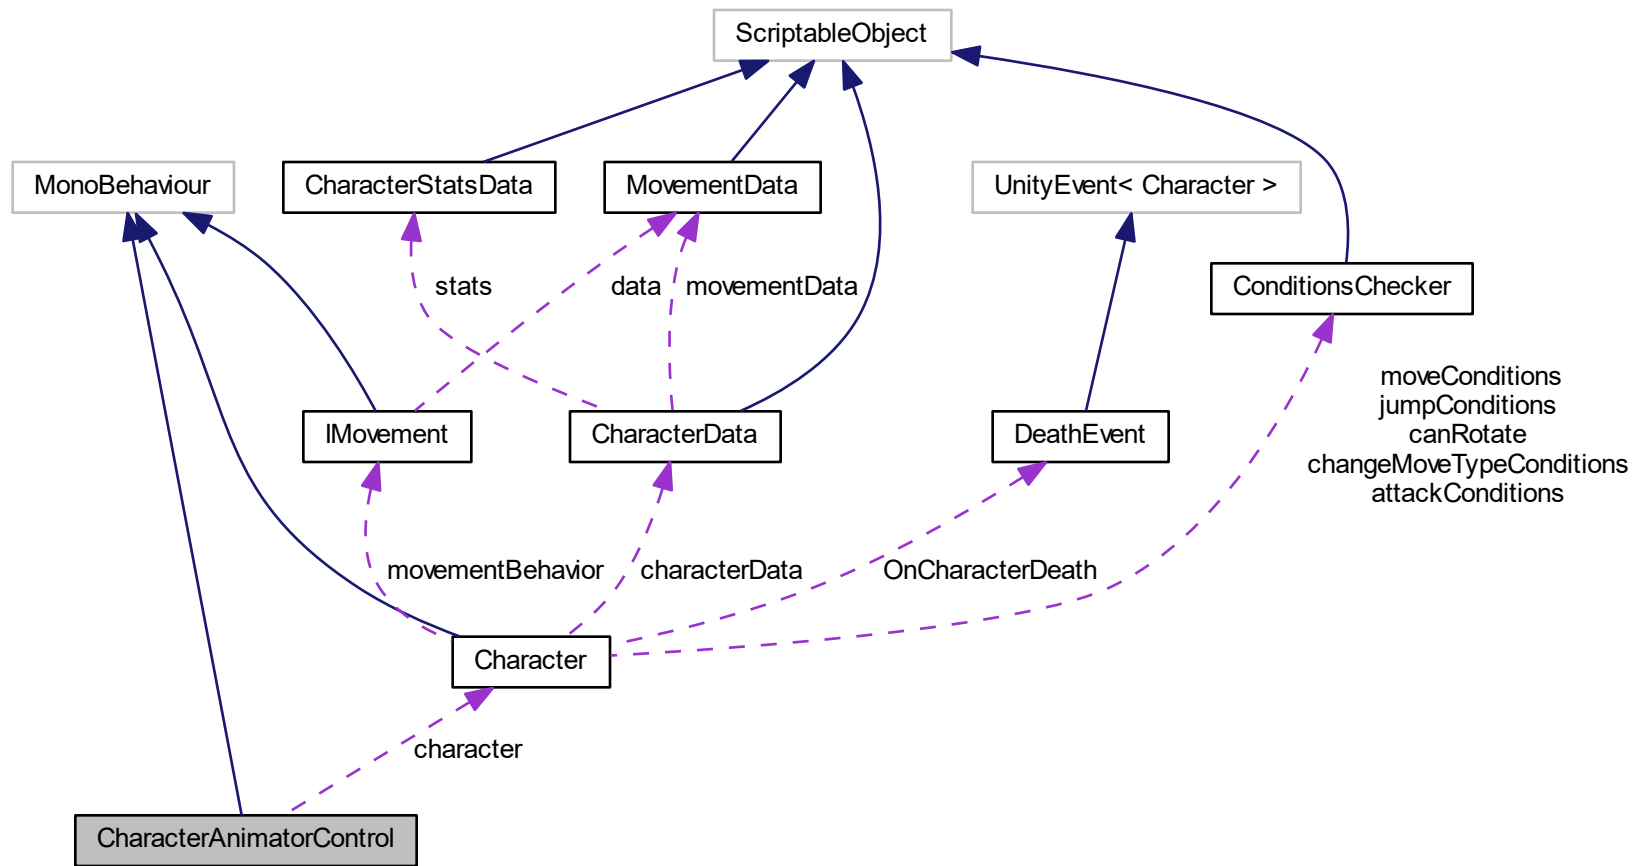 ScriptableObject
MonoBehaviour
CharacterStatsData
MovementData
UnityEvent< Character >
stats
data
movementData
ConditionsChecker
moveConditions
jumpConditions
canRotate
changeMoveTypeConditions
attackConditions
IMovement
CharacterData
DeathEvent
movementBehavior
characterData
OnCharacterDeath
Character
character
CharacterAnimatorControl